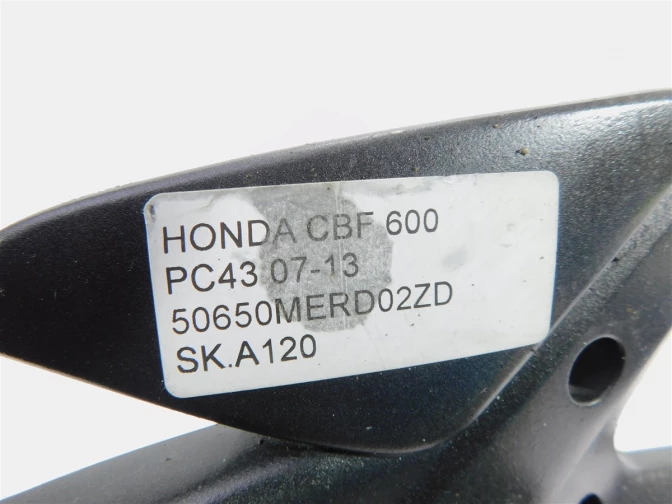 HONDA CBF 600
PC43 07-13
50650MERD02ZD
SK.A120